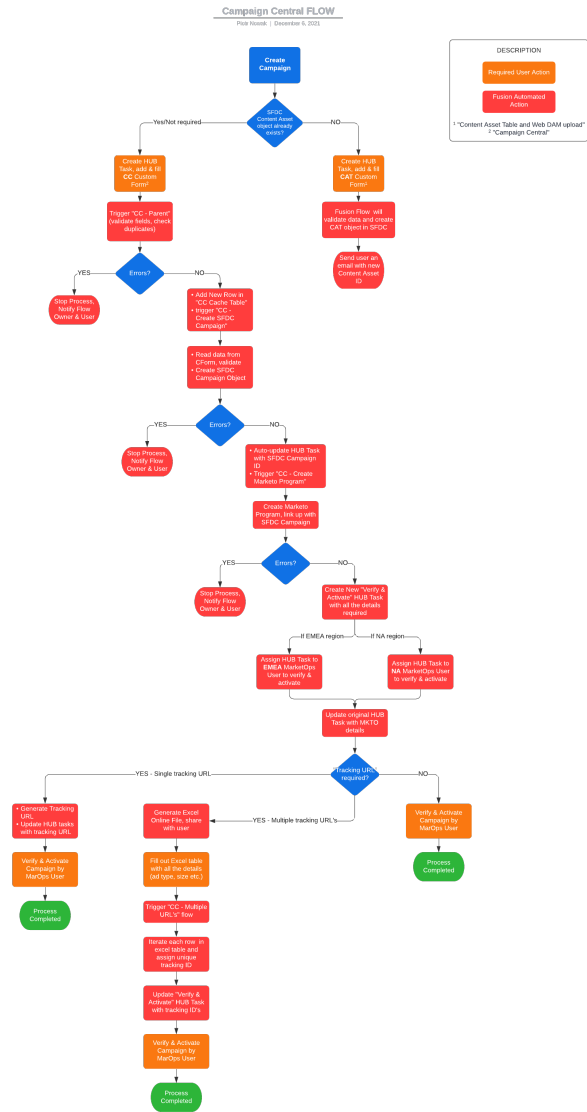 Campaign Central FLOW
Piotr Nowak | December 6, 2021
DESCRIPTION
Required User Action
Fusion Automated
Action
1 "Content Asset Table and Web DAM upload"
2 "Campaign Central"
Create
Campaign
SFDC
Content Asset
object already
exists?
Yes/Not required
NO
Create HUB
Task, add & fill
CC Custom
Form2
Create HUB
Task, add & fill
CAT Custom
Form1
Trigger "CC - Parent"
(validate fields, check
duplicates)
Fusion Flow will
validate data and create
CAT object in SFDC
Send user an
email with new
Content Asset
ID
Errors?
YES
NO
Stop Process,
Notify Flow
Owner & User
• Add New Row in
"CC Cache Table"
• trigger "CC -
Create SFDC
Campaign"
• Read data from
CForm, validate
• Create SFDC
Campaign Object
Errors?
YES
NO
Stop Process,
Notify Flow
Owner & User
• Auto-update HUB Task
with SFDC Campaign
ID
• Trigger "CC - Create
Marketo Program"
Create Marketo
Program, link up with
SFDC Campaign
Errors?
YES
NO
Stop Process,
Notify Flow
Owner & User
Create New "Verify &
Activate" HUB Task
with all the details
required
If EMEA region
If NA region
Assign HUB Task to
EMEA MarketOps
User to verify &
activate
Assign HUB Task to
NA MarketOps User
to verify & activate
Update original HUB
Task with MKTO
details
Tracking URL
required?
YES - Single tracking URL
NO
YES - Multiple tracking URL's
• Generate Tracking
URL
• Update HUB tasks
with tracking URL
Verify & Activate
Campaign by
MarOps User
Process
Completed
Generate Excel
Online File, share
with user
Fill out Excel table
with all the details
(ad type, size etc.)
Trigger "CC - Multiple
URL's" flow
Iterate each row in
excel table and
assign unique
tracking ID
Update "Verify &
Activate" HUB Task
with tracking ID's
Verify & Activate
Campaign by
MarOps User
Process
Completed
Verify & Activate
Campaign by
MarOps User
Process
Completed